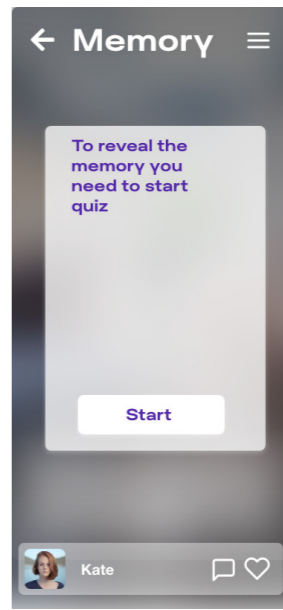 Memory
To reveal the
memory you
need to start
quiz
Start
Kate